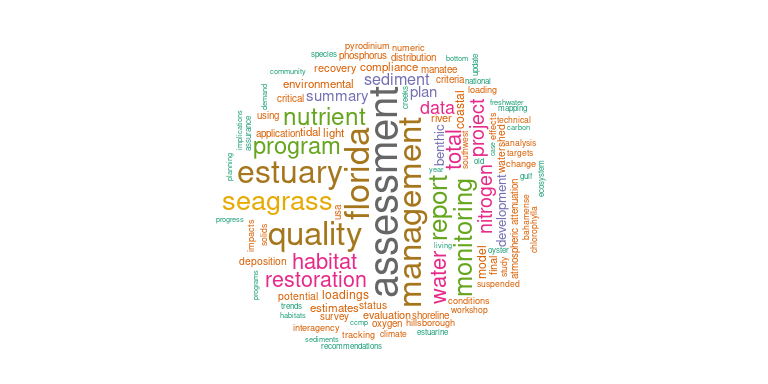 pyrodinium
numeric
species
phosphorus
distribution
bottom
update
recovery
compliance
manatee
community
national
environmental
sediment
criteria
loading
demand
critical
summary
creeks
plan
coastal
freshwater
mapping
implications
assurance
using
nutrient
data
river
project
effects
technical
carbon
application
tidal
light
florida
assessment
management
benthic
total
southwest
case
watershed
analysis
planning
program
old
targets
change
estuary
year
nitrogen
gulf
ecosystem
seagrass
usa
report
monitoring
development
atmospheric
attenuation
bahamense
chlorophylla
progress
impacts
solids
quality
living
oyster
deposition
habitat
water
model
final
study
programs
restoration
suspended
potential
loadings
conditions
trends
estimates
status
workshop
habitats
survey
evaluation
shoreline
ccmp
oxygen
hillsborough
interagency
tracking
climate
estuarine
sediments
recommendations